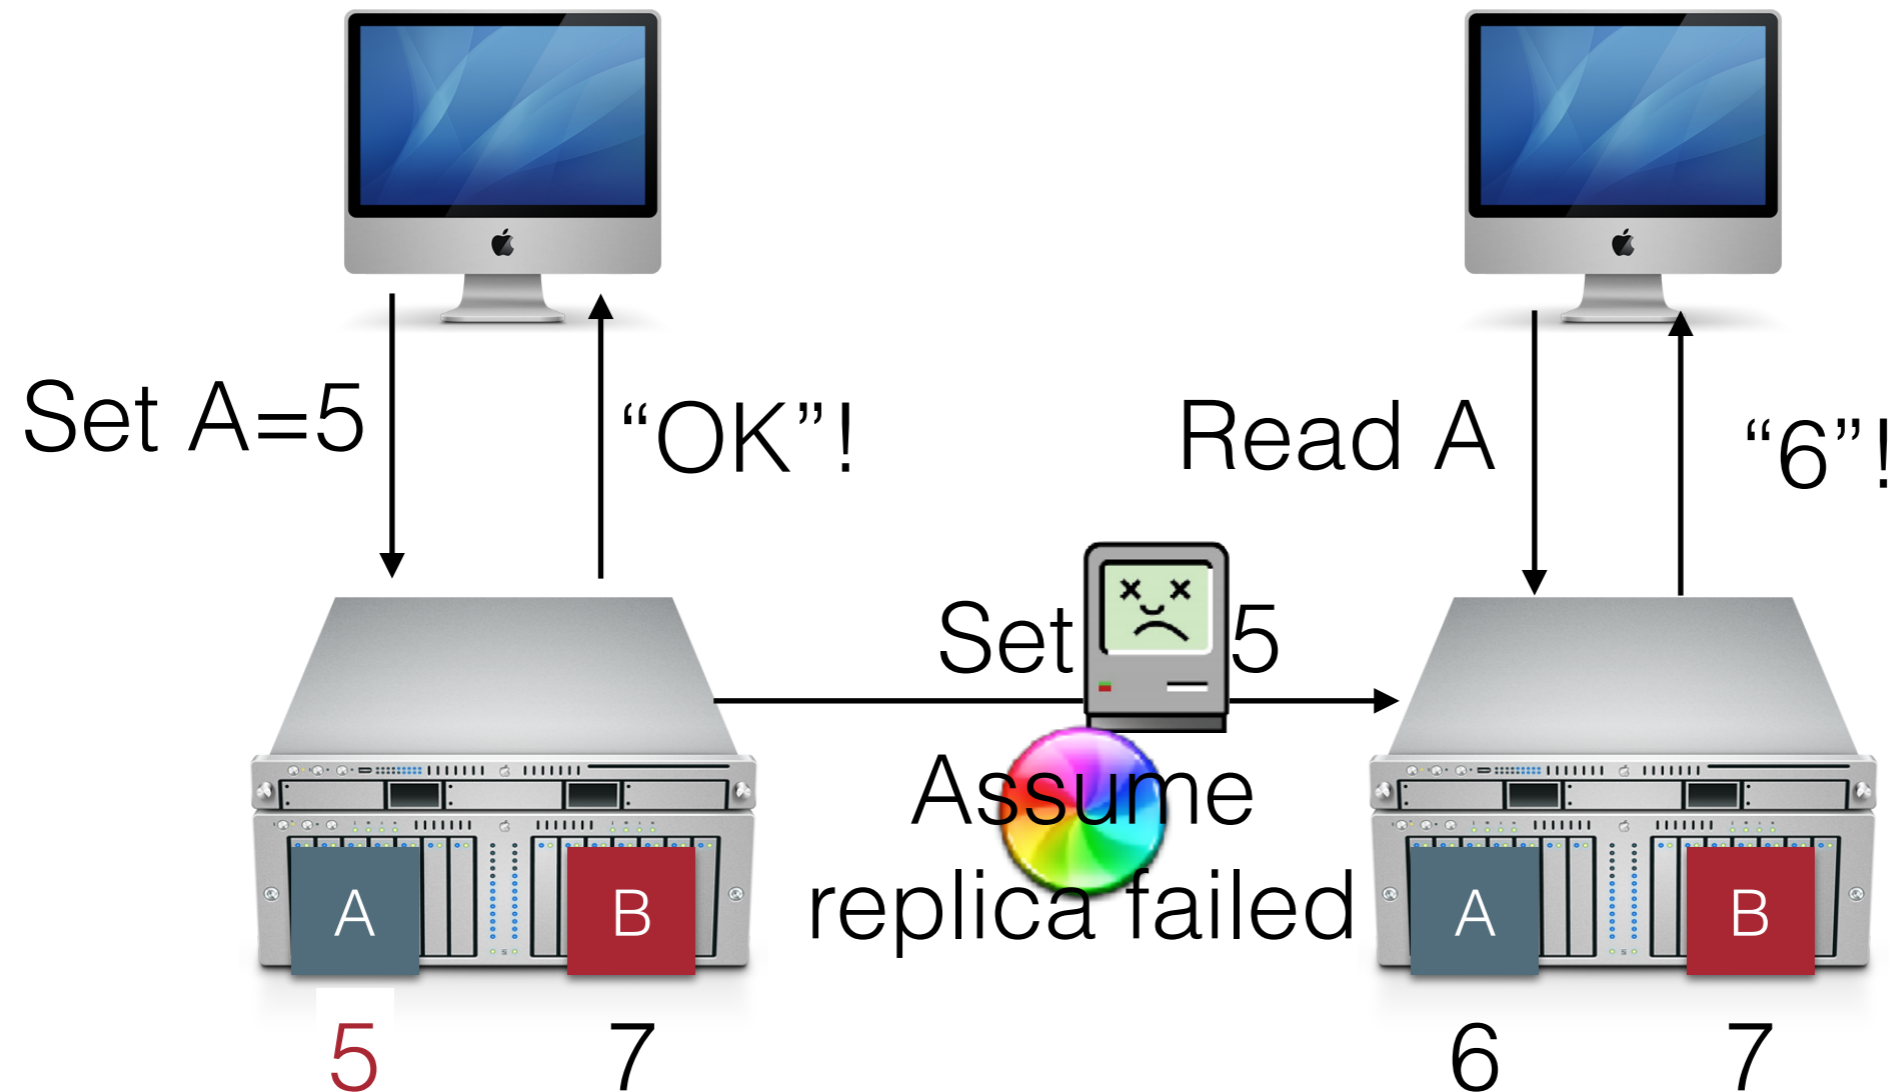 Set A=5
“OK”!
Read A
“6”!
Set 5
Assume
replica failed
A
B
A
B
5
7
6
7